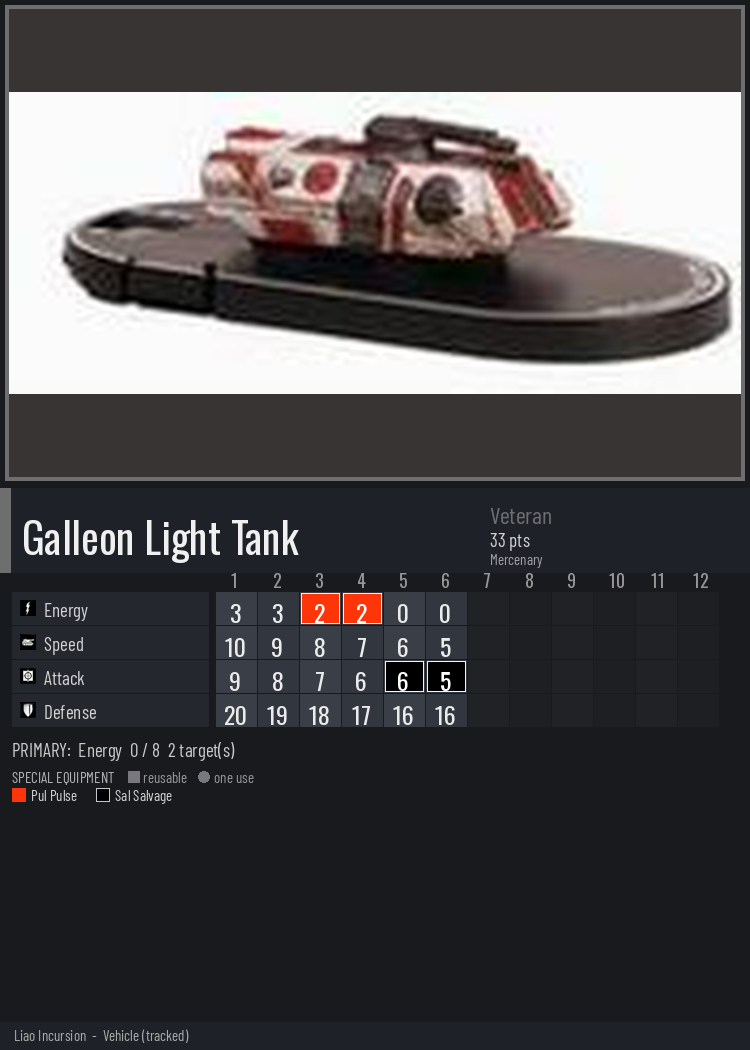 Galleon Light Tank
Veteran
33 pts
Mercenary
1 2 3 4 5 6 7 8 9 10 11 12
Energy 3 3 2 2 0 0
Speed 10 9 8 7 6 5
Attack 9 8 7 6 6 5
Defense 20 19 18 17 16 16
PRIMARY: Energy 0 / 8 2 target(s)
SPECIAL EQUIPMENT reusable one use
Pul Pulse Sal Salvage
Liao Incursion - Vehicle (tracked)